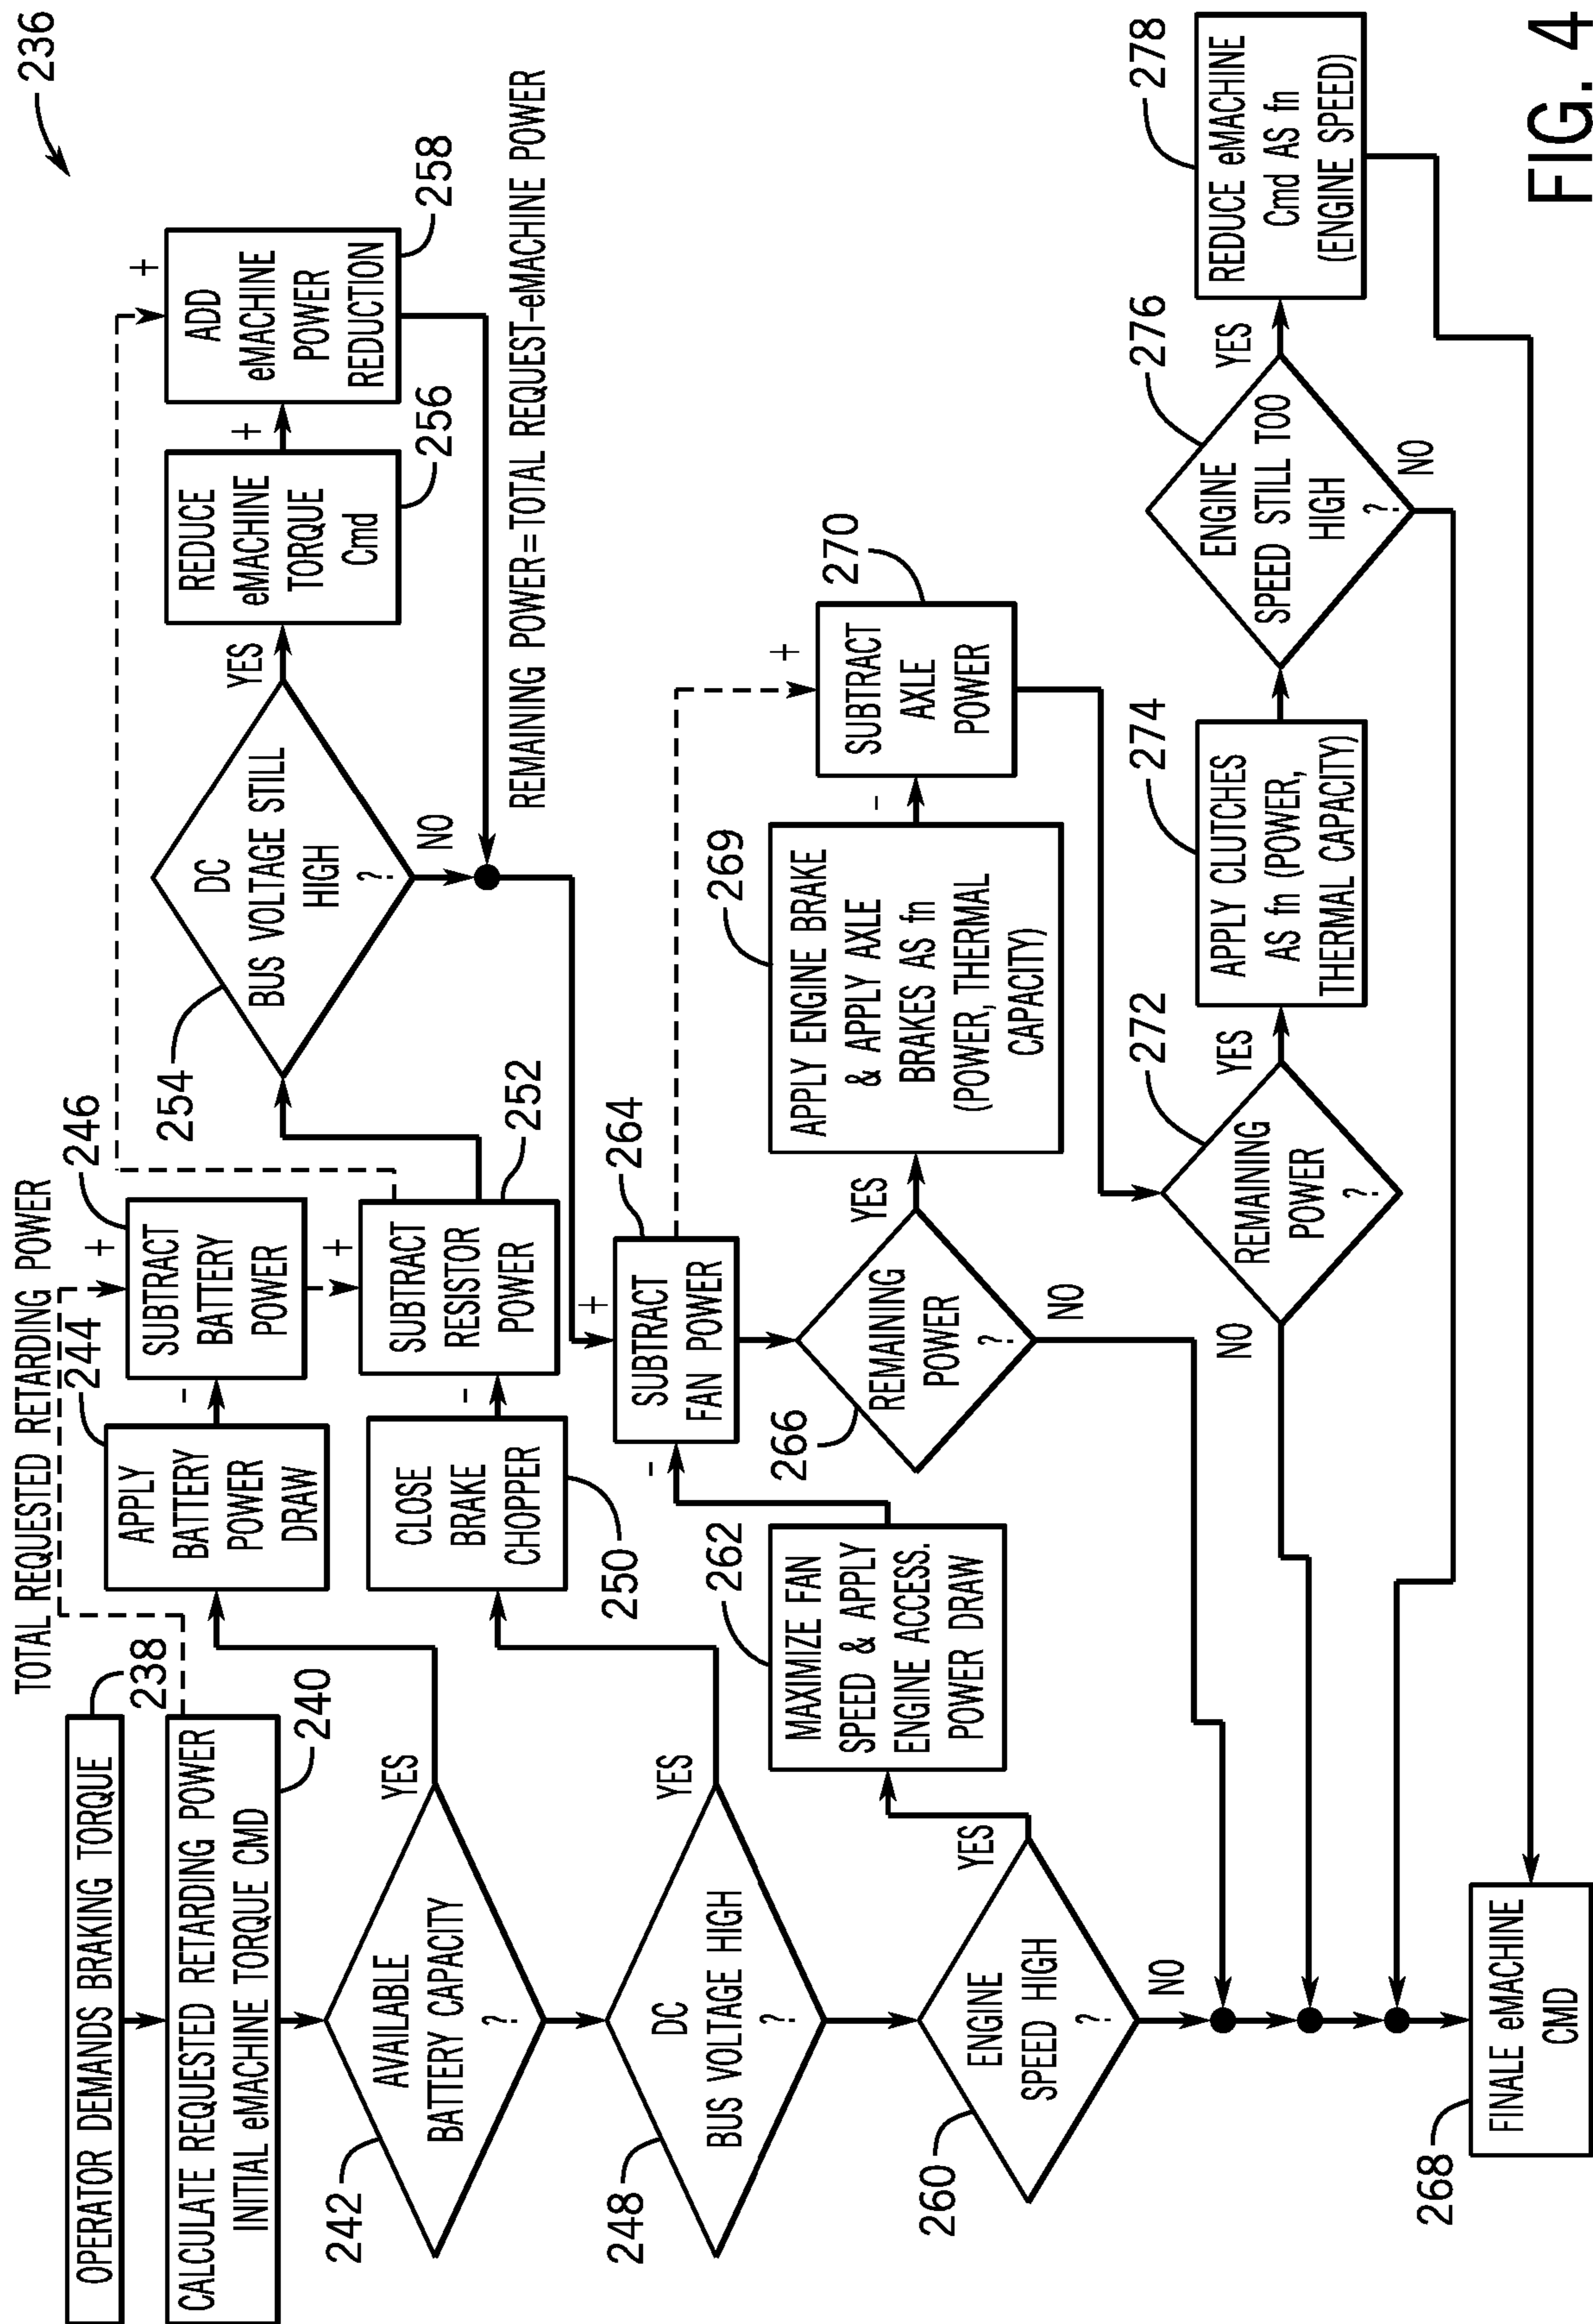 236
TOTAL REQUESTED RETARDING POWER
OPERATOR DEMANDS BRAKING TORQUE
238
CALCULATE REQUESTED RETARDING POWER
INITIAL eMACHINE TORQUE CMD
240
AVAILABLE
BATTERY CAPACITY
?
242
YES
APPLY
BATTERY
POWER
DRAW
244
-
SUBTRACT
BATTERY
POWER
246
+
DC
BUS VOLTAGE HIGH
?
248
YES
CLOSE
BRAKE
CHOPPER
250
-
+
SUBTRACT
RESISTOR
POWER
252
DC
BUS VOLTAGE STILL
HIGH
?
254
YES
NO
REDUCE
eMACHINE
TORQUE
Cmd
256
+
ADD
eMACHINE
POWER
REDUCTION
258
+
REMAINING POWER=TOTAL REQUEST-eMACHINE POWER
ENGINE
SPEED HIGH
?
260
YES
NO
MAXIMIZE FAN
SPEED & APPLY
ENGINE ACCESS.
POWER DRAW
262
-
+
SUBTRACT
FAN POWER
264
REMAINING
POWER
?
266
YES
NO
APPLY ENGINE BRAKE
& APPLY AXLE
BRAKES AS fn
(POWER, THERMAL
CAPACITY)
269
-
+
SUBTRACT
AXLE
POWER
270
REMAINING
POWER
?
272
YES
NO
APPLY CLUTCHES
AS fn (POWER,
THERMAL CAPACITY)
274
ENGINE
SPEED STILL TOO
HIGH
?
276
YES
NO
REDUCE eMACHINE
Cmd AS fn
(ENGINE SPEED)
278
FINALE eMACHINE
CMD
268
FIG. 4